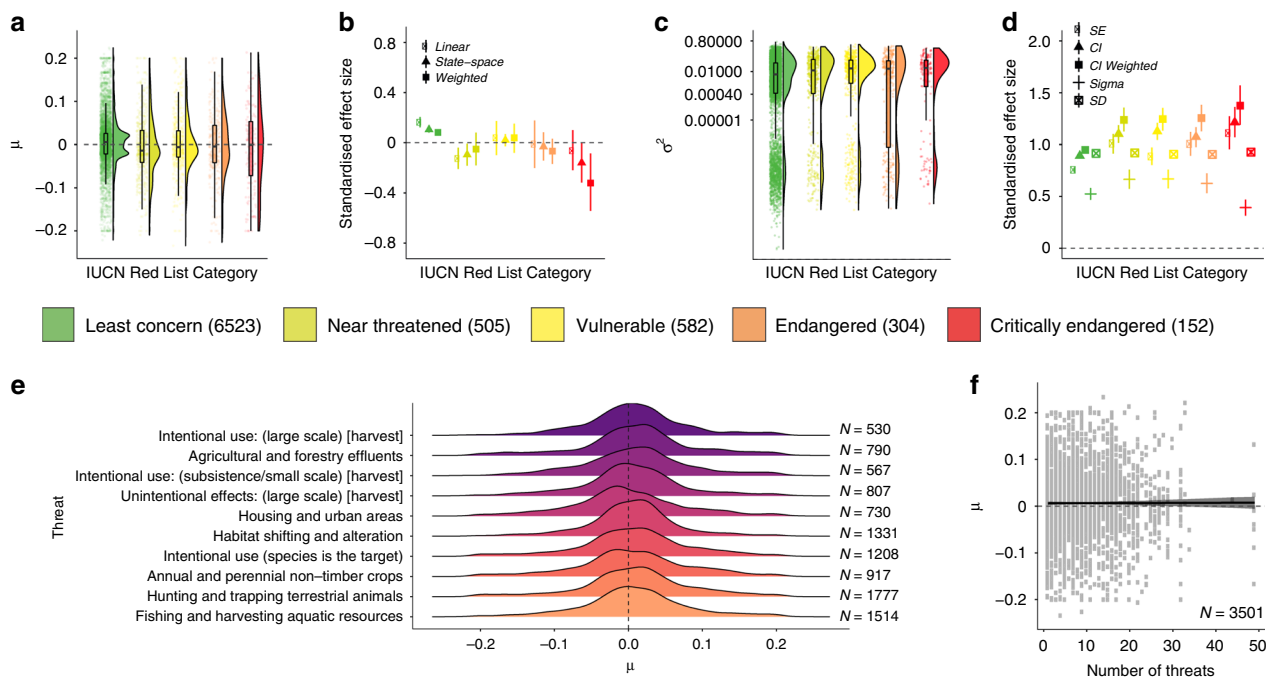 a
0.2
0.1
0
−0.1
−0.2
μ
IUCN Red List Category
b
0.8
0.4
0
−0.4
−0.8
Standardised effect size
Linear
State-space
Weighted
IUCN Red List Category
c
0.80000
0.01000
0.00040
0.00001
σ²
IUCN Red List Category
d
2.0
1.5
1.0
0.5
0
Standardised effect size
SE
CI
CI Weighted
Sigma
SD
IUCN Red List Category
Least concern (6523)
Near threatened (505)
Vulnerable (582)
Endangered (304)
Critically endangered (152)
e
Threat
Intentional use: (large scale) [harvest] N = 530
Agricultural and forestry effluents N = 790
Intentional use: (subsistence/small scale) [harvest] N = 567
Unintentional effects: (large scale) [harvest] N = 807
Housing and urban areas N = 730
Habitat shifting and alteration N = 1331
Intentional use (species is the target) N = 1208
Annual and perennial non−timber crops N = 917
Hunting and trapping terrestrial animals N = 1777
Fishing and harvesting aquatic resources N = 1514
−0.2 −0.1 0.0 0.1 0.2
μ
f
0.2
0.1
0
−0.1
−0.2
μ
N = 3501
0 10 20 30 40 50
Number of threats